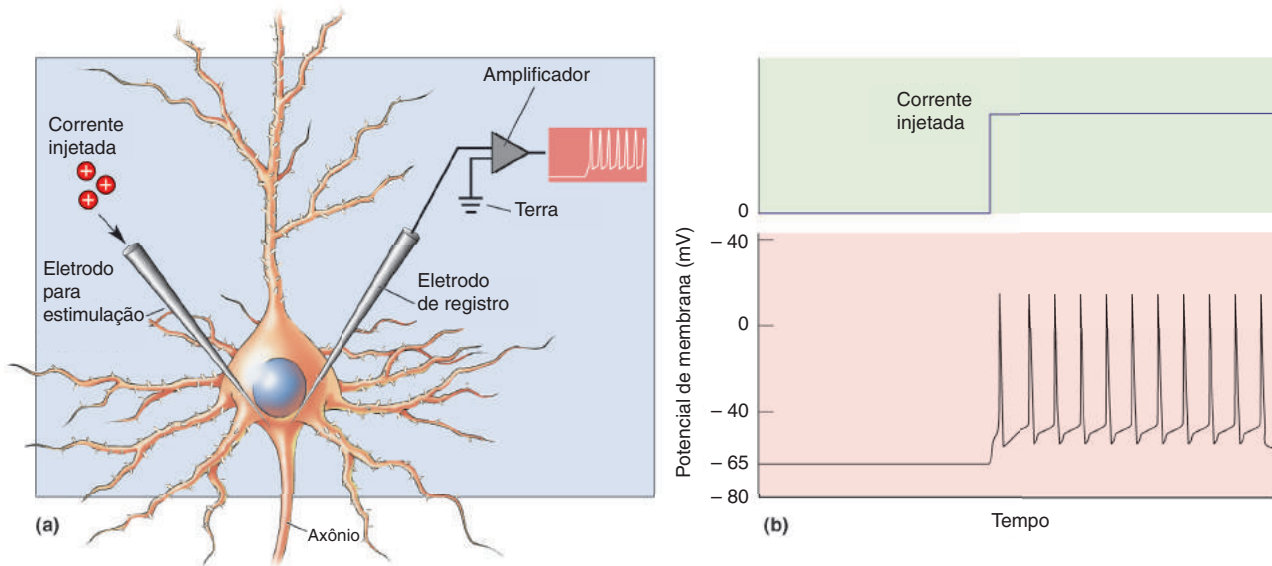 Corrente
injetada
Eletrodo
para
estimulação
Amplificador
Terra
Eletrodo
de registro
Axônio
(a)
Corrente
injetada
0
Potencial de membrana (mV)
– 40
0
– 40
– 65
– 80
Tempo
(b)